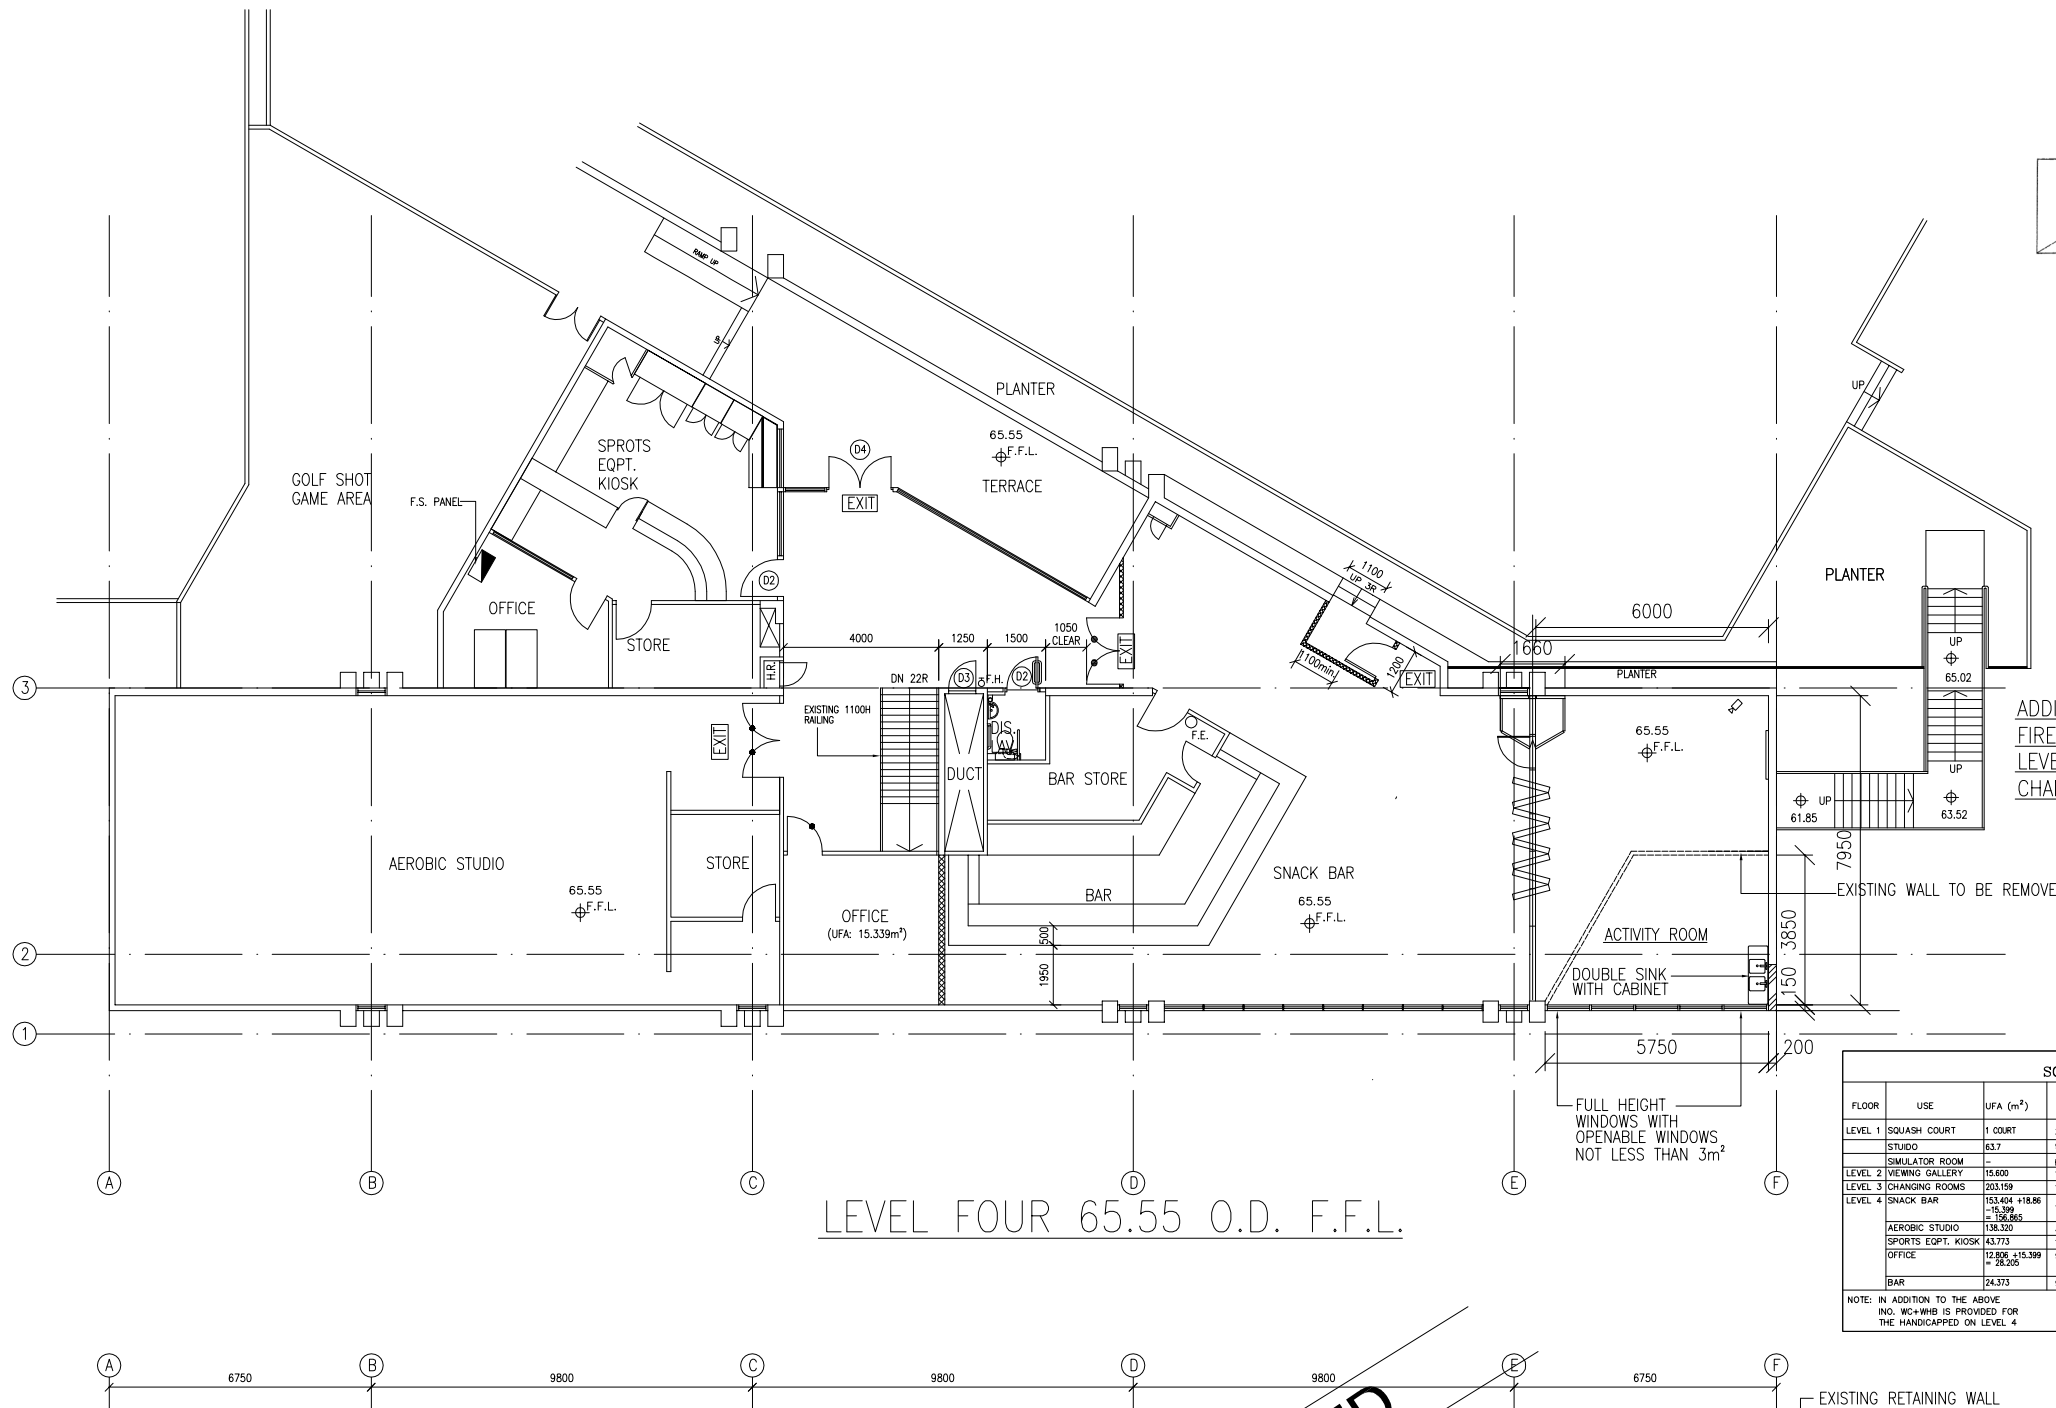 RAMP UP
UP
PLANTER
65.55
F.F.L.
TERRACE
D4
EXIT
SPROTS
EQPT.
KIOSK
GOLF SHOT
GAME AREA
F.S. PANEL
D2
OFFICE
STORE
H.R.
4000
1250
1500
1050
CLEAR
EXIT
1100
UP 3R
1100min.
1200
EXIT
6000
1660
PLANTER
PLANTER
UP
UP
65.02
UP
61.85
UP
63.52
3
DN 22R
D3
F.H.
D2
EXISTING 1100H
RAILING
EXIT
DIS.
LAV.
DUCT
BAR STORE
F.E.
65.55
F.F.L.
ADDI
FIRE
LEVE
CHAI
AEROBIC STUDIO
65.55
F.F.L.
STORE
OFFICE
(UFA: 15.339m²)
BAR
SNACK BAR
65.55
F.F.L.
500
1950
7950
EXISTING WALL TO BE REMOVE
3850
150
ACTIVITY ROOM
DOUBLE SINK
WITH CABINET
2
1
5750
200
FULL HEIGHT
WINDOWS WITH
OPENABLE WINDOWS
NOT LESS THAN 3m²
A B C D E F
LEVEL FOUR 65.55 O.D. F.F.L.
SC
FLOOR USE UFA (m²)
LEVEL 1 SQUASH COURT 1 COURT
STUIDO 63.7
SIMULATOR ROOM -
LEVEL 2 VIEWING GALLERY 15.600
LEVEL 3 CHANGING ROOMS 203.159
LEVEL 4 SNACK BAR 153.404 +18.86
-15.399
= 156.865
AEROBIC STUDIO 138.320
SPORTS EQPT. KIOSK 43.773
OFFICE 12.806 +15.399
= 28.205
BAR 24.373
NOTE: IN ADDITION TO THE ABOVE
INO. WC+WHB IS PROVIDED FOR
THE HANDICAPPED ON LEVEL 4
A B C D E F
6750 9800 9800 9800 6750
EXISTING RETAINING WALL